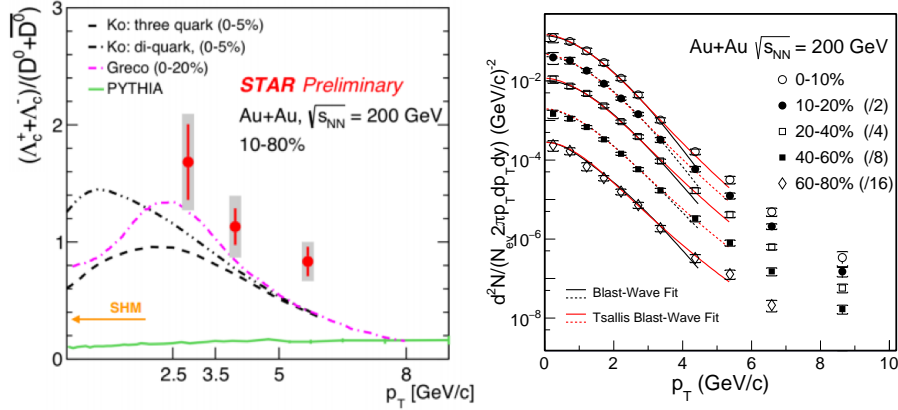 (Λc⁺+Λc⁻)/(D⁰+D̅⁰)
3
2
1
0
Ko: three quark (0-5%)
Ko: di-quark, (0-5%)
Greco (0-20%)
PYTHIA
STAR Preliminary
Au+Au, √sNN = 200 GeV
10-80%
SHM
2.5 3.5 5 8
pT [GeV/c]
d²N/(Nev2πpTdpTdy) (GeV/c)⁻²
10⁻²
10⁻⁴
10⁻⁶
10⁻⁸
Au+Au √sNN = 200 GeV
0-10%
10-20% (/2)
20-40% (/4)
40-60% (/8)
60-80% (/16)
Blast-Wave Fit
Tsallis Blast-Wave Fit
0 2 4 6 8 10
pT (GeV/c)